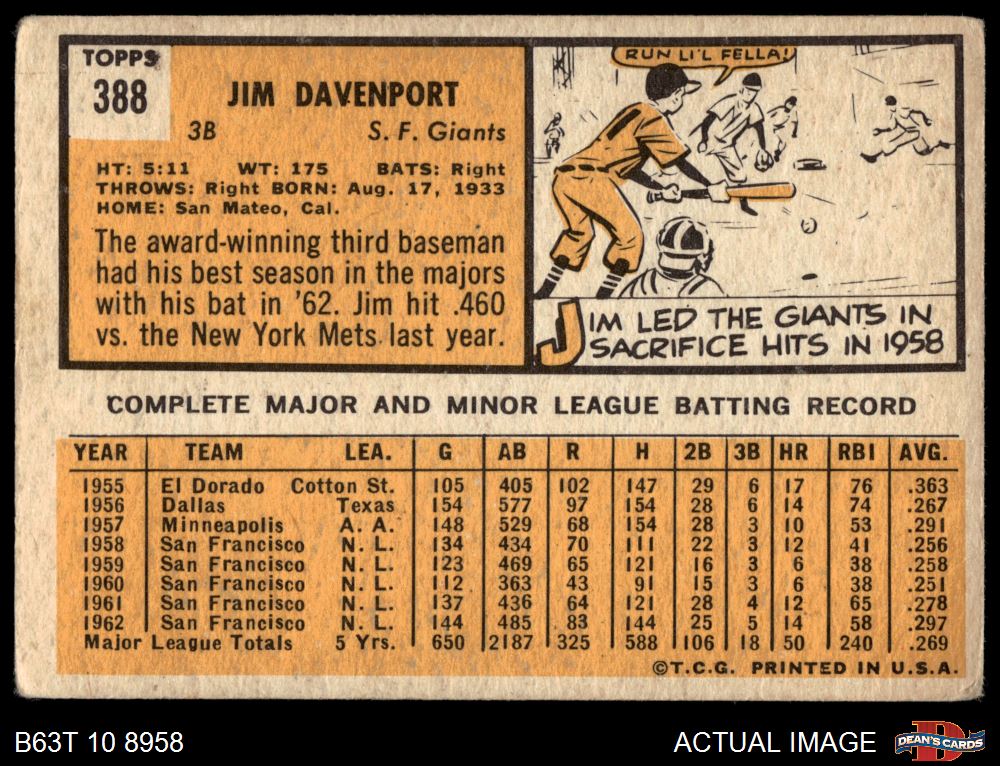 TOPPS
388
JIM DAVENPORT
3B S. F. Giants
HT: 5:11 WT: 175 BATS: Right
THROWS: Right BORN: Aug. 17, 1933
HOME: San Mateo, Cal.
The award-winning third baseman
had his best season in the majors
with his bat in '62. Jim hit .460
vs. the New York Mets last year.
RUN LI'L FELLA!
JIM LED THE GIANTS IN
SACRIFICE HITS IN 1958
COMPLETE MAJOR AND MINOR LEAGUE BATTING RECORD
YEAR TEAM LEA. G AB R H 2B 3B HR RBI AVG.
1955 El Dorado Cotton St. 105 405 102 147 29 6 17 76 .363
1956 Dallas Texas 154 577 97 154 28 6 14 74 .267
1957 Minneapolis A. A. 148 529 68 154 28 3 10 53 .291
1958 San Francisco N. L. 134 434 70 111 22 3 12 41 .256
1959 San Francisco N. L. 123 469 65 121 16 3 6 38 .258
1960 San Francisco N. L. 112 363 43 91 15 3 6 38 .251
1961 San Francisco N. L. 137 436 64 121 28 4 12 65 .278
1962 San Francisco N. L. 144 485 83 144 25 5 14 58 .297
Major League Totals 5 Yrs. 650 2187 325 588 106 18 50 240 .269
©T.C.G. PRINTED IN U.S.A.
B63T 10 8958
ACTUAL IMAGE
DEAN'S CARDS